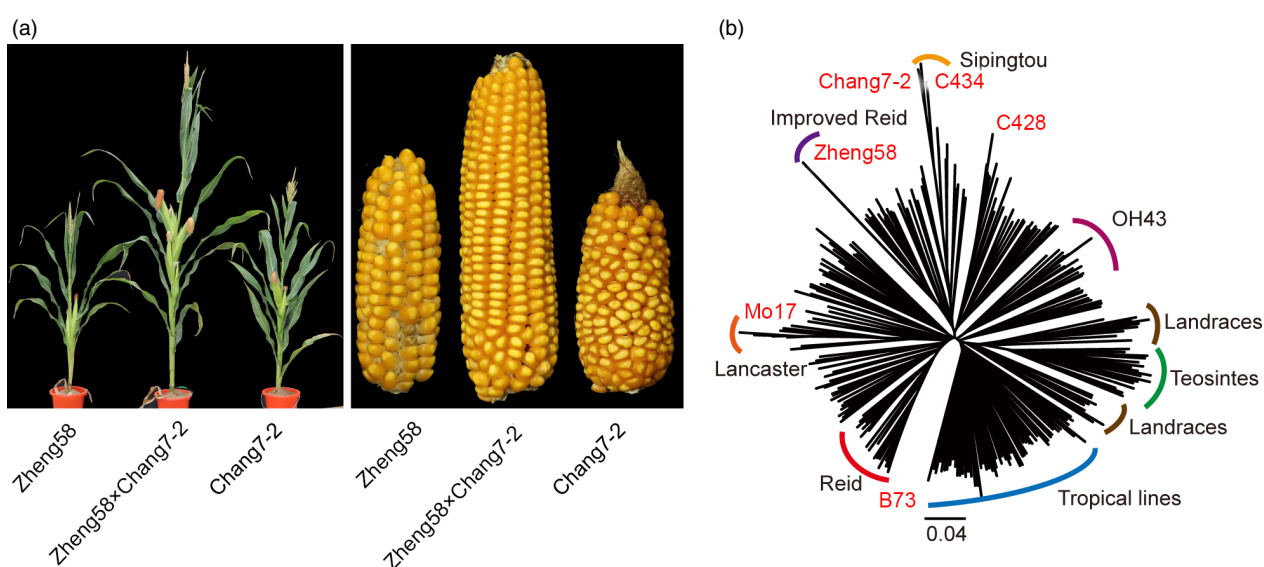 (a)
Zheng58
Zheng58×Chang7-2
Chang7-2
Zheng58
Zheng58×Chang7-2
Chang7-2
(b)
Sipingtou
Chang7-2
C434
Improved Reid
Zheng58
C428
OH43
Landraces
Teosintes
Landraces
Tropical lines
B73
Reid
Lancaster
Mo17
0.04